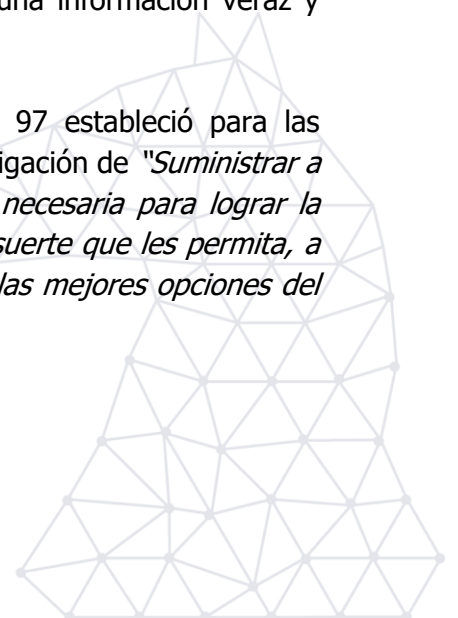 una información veraz y
97 estableció para las
igación de "Suministrar a
necesaria para lograr la
suerte que les permita, a
las mejores opciones del